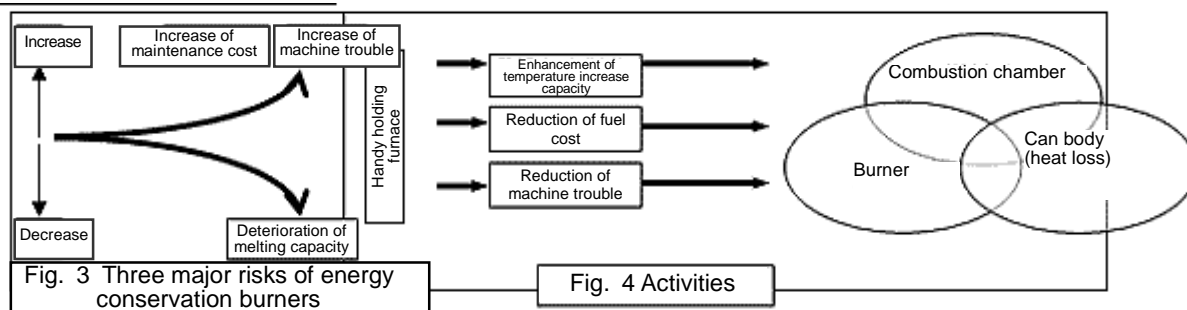 Increase
Increase of
maintenance cost
Increase of
machine trouble
Decrease
Deterioration of
melting capacity
Handy holding
furnace
Enhancement of
temperature increase
capacity
Reduction of fuel
cost
Reduction of
machine trouble
Combustion chamber
Burner
Can body
(heat loss)
Fig. 3 Three major risks of energy
conservation burners
Fig. 4 Activities